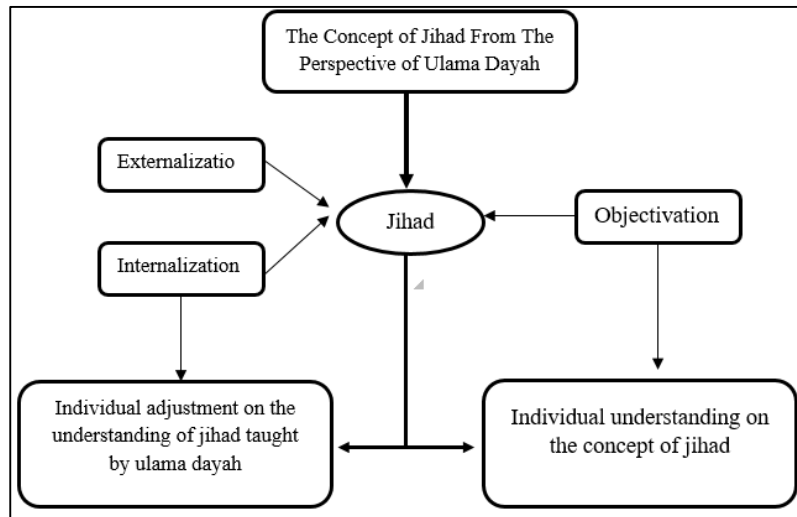 The Concept of Jihad From The
Perspective of Ulama Dayah
Externalizatio
Jihad
Objectivation
Internalization
Individual adjustment on the
understanding of jihad taught
by ulama dayah
Individual understanding on
the concept of jihad